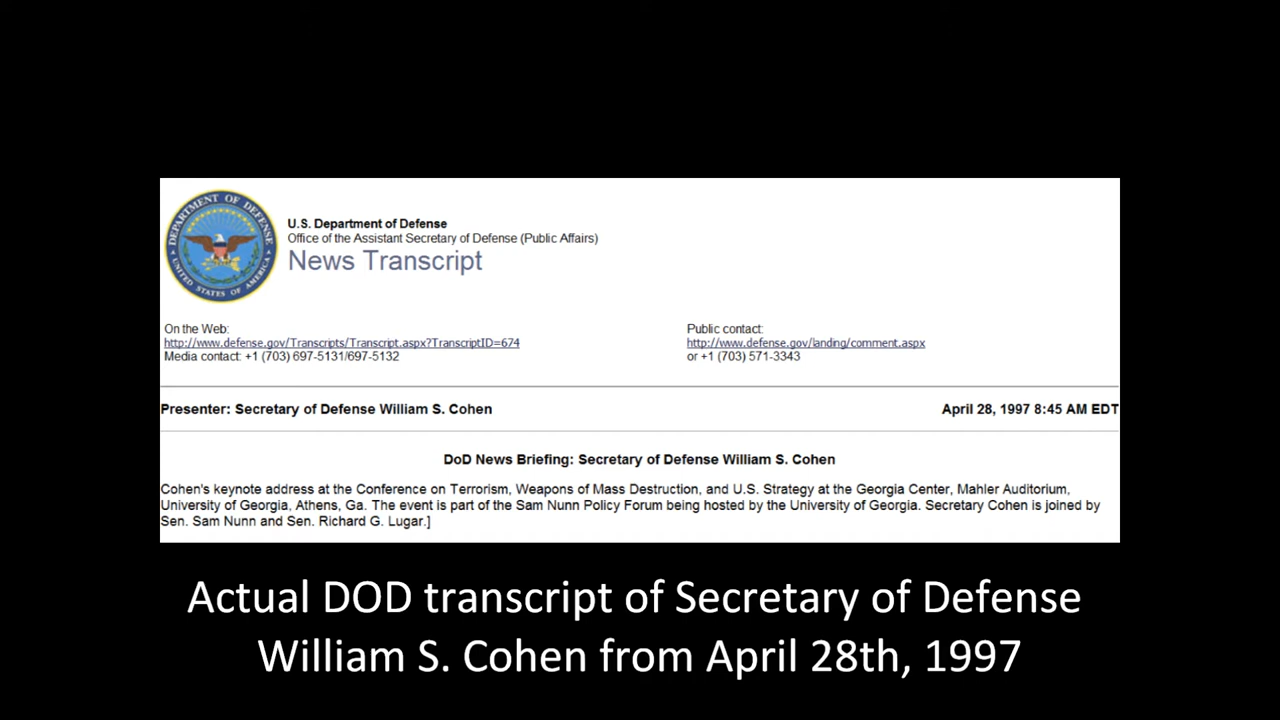 DEPARTMENT OF DEFENSE
UNITED STATES OF AMERICA
U.S. Department of Defense
Office of the Assistant Secretary of Defense (Public Affairs)
News Transcript
On the Web:
http://www.defense.gov/Transcripts/Transcript.aspx?TranscriptID=674
Media contact: +1 (703) 697-5131/697-5132
Public contact:
http://www.defense.gov/landing/comment.aspx
or +1 (703) 571-3343
Presenter: Secretary of Defense William S. Cohen
April 28, 1997 8:45 AM EDT
DoD News Briefing: Secretary of Defense William S. Cohen
Cohen's keynote address at the Conference on Terrorism, Weapons of Mass Destruction, and U.S. Strategy at the Georgia Center, Mahler Auditorium,
University of Georgia, Athens, Ga. The event is part of the Sam Nunn Policy Forum being hosted by the University of Georgia. Secretary Cohen is joined by
Sen. Sam Nunn and Sen. Richard G. Lugar.]
Actual DOD transcript of Secretary of Defense
William S. Cohen from April 28th, 1997